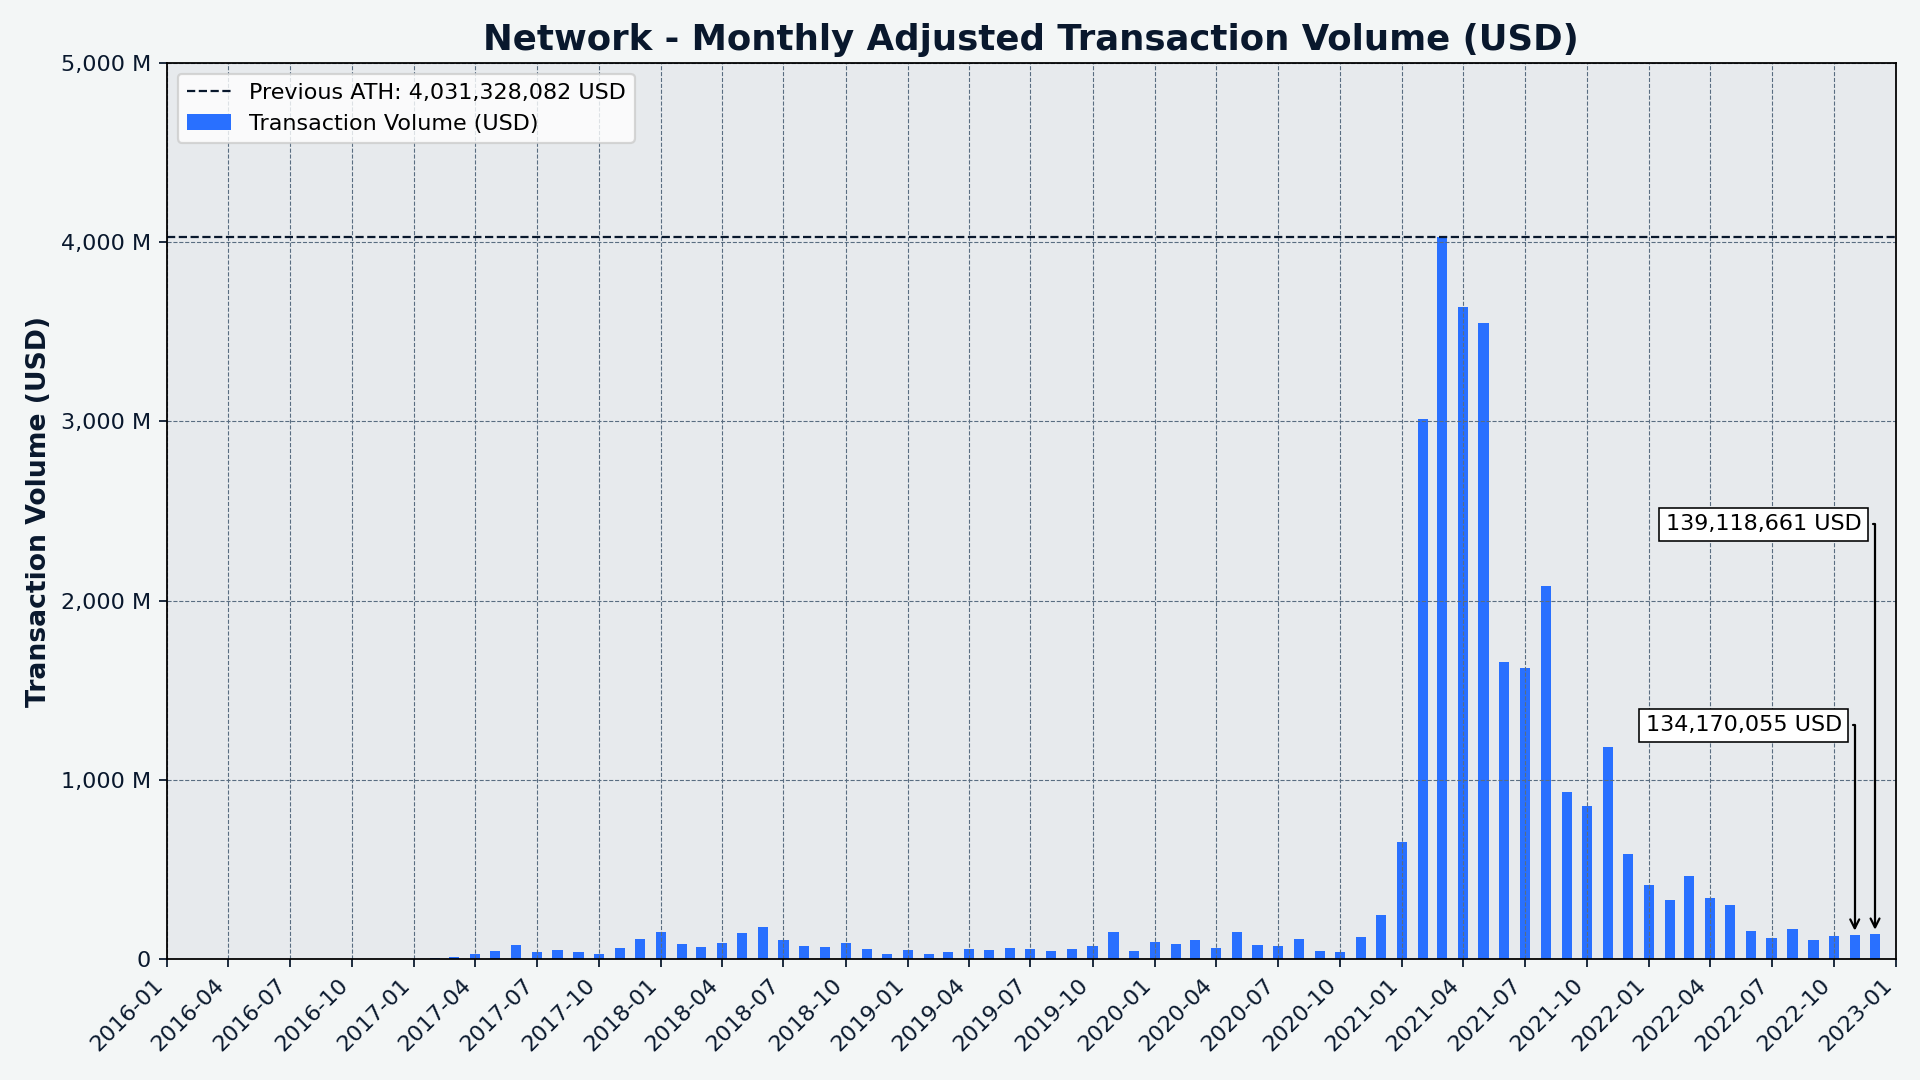 Network - Monthly Adjusted Transaction Volume (USD)
Previous ATH: 4,031,328,082 USD
Transaction Volume (USD)
Transaction Volume (USD)
5,000 M
4,000 M
3,000 M
2,000 M
1,000 M
0
139,118,661 USD
134,170,055 USD
2016-01
2016-04
2016-07
2016-10
2017-01
2017-04
2017-07
2017-10
2018-01
2018-04
2018-07
2018-10
2019-01
2019-04
2019-07
2019-10
2020-01
2020-04
2020-07
2020-10
2021-01
2021-04
2021-07
2021-10
2022-01
2022-04
2022-07
2022-10
2023-01